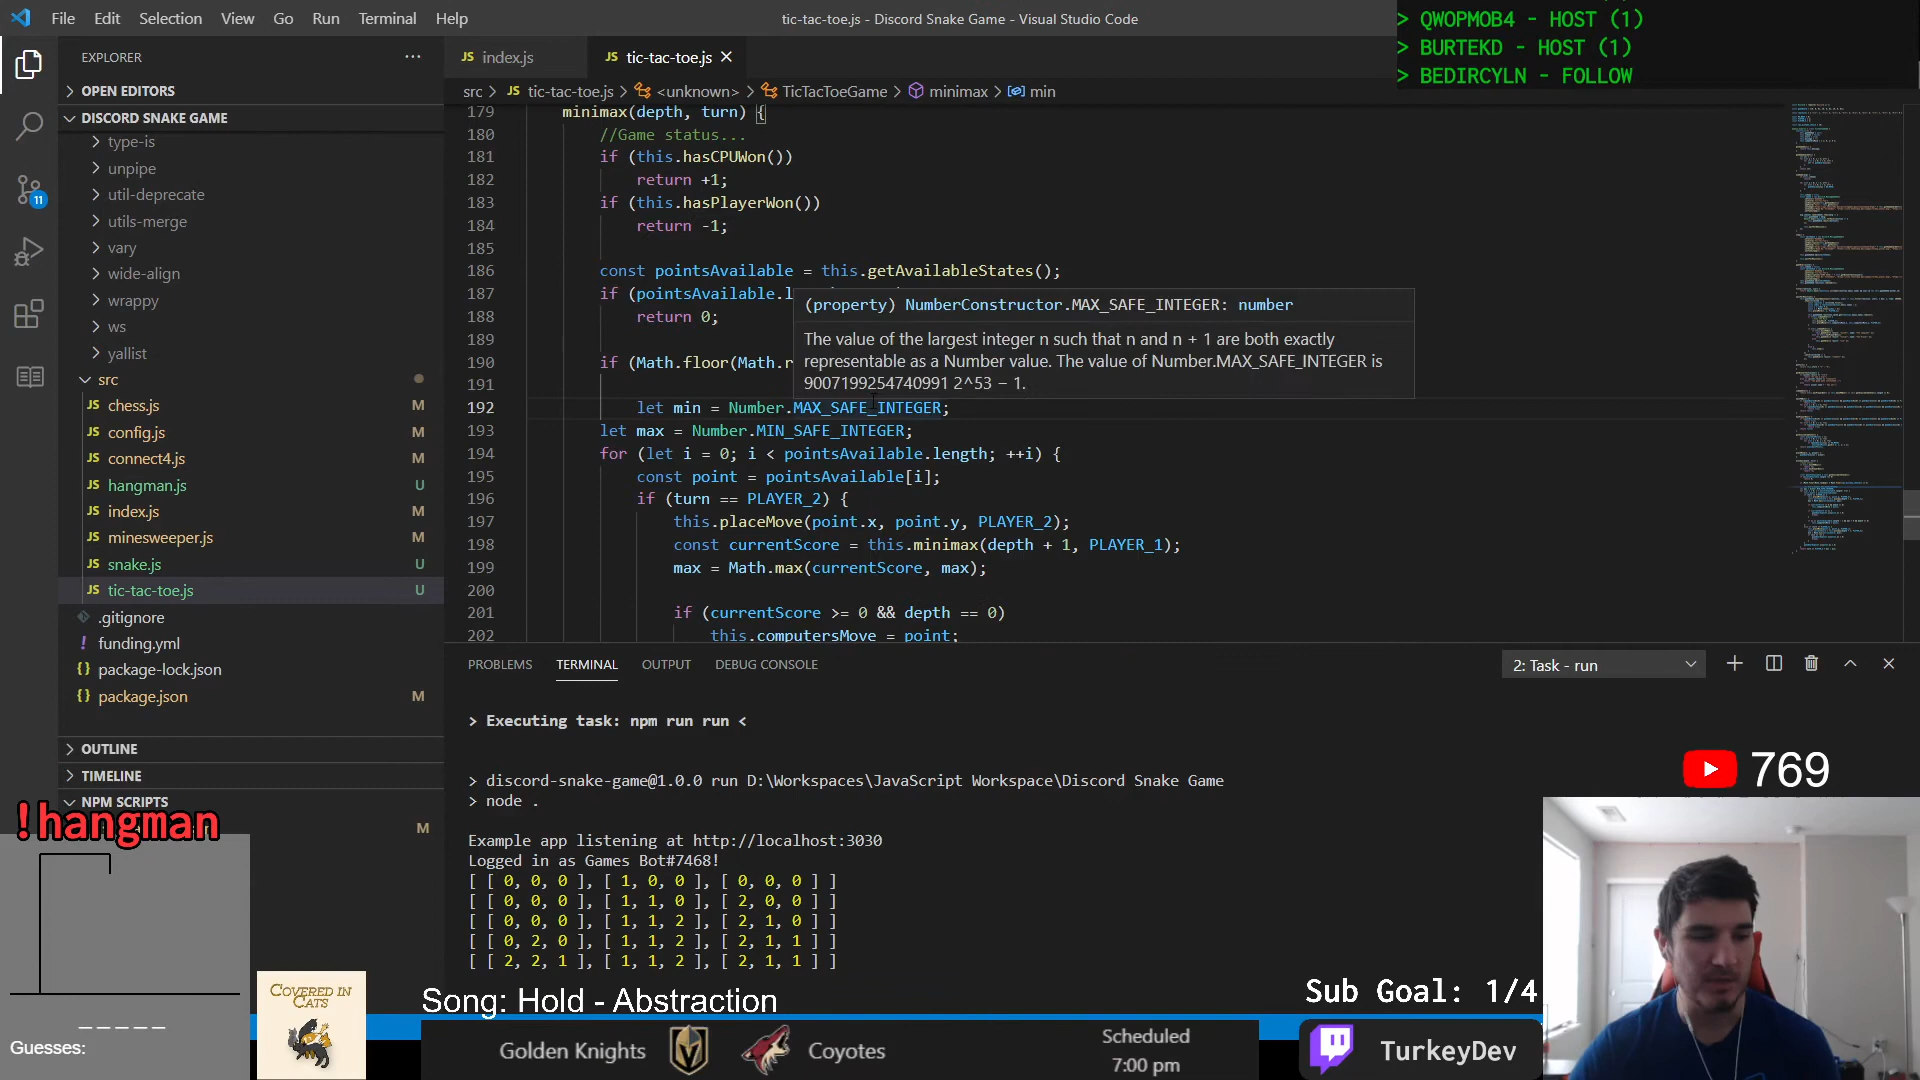 File Edit Selection View Go Run Terminal Help
tic-tac-toe.js - Discord Snake Game - Visual Studio Code
> QWOPMOB4 - HOST (1)
> BURTEKD - HOST (1)
> BEDIRCYLN - FOLLOW
EXPLORER
OPEN EDITORS
DISCORD SNAKE GAME
type-is
unpipe
util-deprecate
utils-merge
vary
wide-align
wrappy
ws
yallist
src
JS chess.js M
JS config.js M
JS connect4.js M
JS hangman.js U
JS index.js M
JS minesweeper.js M
JS snake.js U
JS tic-tac-toe.js U
.gitignore
! funding.yml
{} package-lock.json
{} package.json M
OUTLINE
TIMELINE
NPM SCRIPTS
M
11
JS index.js
JS tic-tac-toe.js
src > JS tic-tac-toe.js > <unknown> > TicTacToeGame > minimax > min
179 minimax(depth, turn) {
180 //Game status...
181 if (this.hasCPUWon())
182 return +1;
183 if (this.hasPlayerWon())
184 return -1;
185
186 const pointsAvailable = this.getAvailableStates();
187 if (pointsAvailable.l
188 return 0;
189
190 if (Math.floor(Math.r
191
192 let min = Number.MAX_SAFE_INTEGER;
193 let max = Number.MIN_SAFE_INTEGER;
194 for (let i = 0; i < pointsAvailable.length; ++i) {
195 const point = pointsAvailable[i];
196 if (turn == PLAYER_2) {
197 this.placeMove(point.x, point.y, PLAYER_2);
198 const currentScore = this.minimax(depth + 1, PLAYER_1);
199 max = Math.max(currentScore, max);
200
201 if (currentScore >= 0 && depth == 0)
202 this.computersMove = point;
(property) NumberConstructor.MAX_SAFE_INTEGER: number
The value of the largest integer n such that n and n + 1 are both exactly
representable as a Number value. The value of Number.MAX_SAFE_INTEGER is
9007199254740991 2^53 − 1.
PROBLEMS TERMINAL OUTPUT DEBUG CONSOLE
2: Task - run
> Executing task: npm run run <
> discord-snake-game@1.0.0 run D:\Workspaces\JavaScript Workspace\Discord Snake Game
> node .
Example app listening at http://localhost:3030
Logged in as Games Bot#7468!
[ [ 0, 0, 0 ], [ 1, 0, 0 ], [ 0, 0, 0 ] ]
[ [ 0, 0, 0 ], [ 1, 1, 0 ], [ 2, 0, 0 ] ]
[ [ 0, 0, 0 ], [ 1, 1, 2 ], [ 2, 1, 0 ] ]
[ [ 0, 2, 0 ], [ 1, 1, 2 ], [ 2, 1, 1 ] ]
[ [ 2, 2, 1 ], [ 1, 1, 2 ], [ 2, 1, 1 ] ]
769
!hangman
_ _ _ _ _
Guesses:
COVERED IN
CATS
Song: Hold - Abstraction
Sub Goal: 1/4
Golden Knights
Coyotes
Scheduled
7:00 pm
TurkeyDev